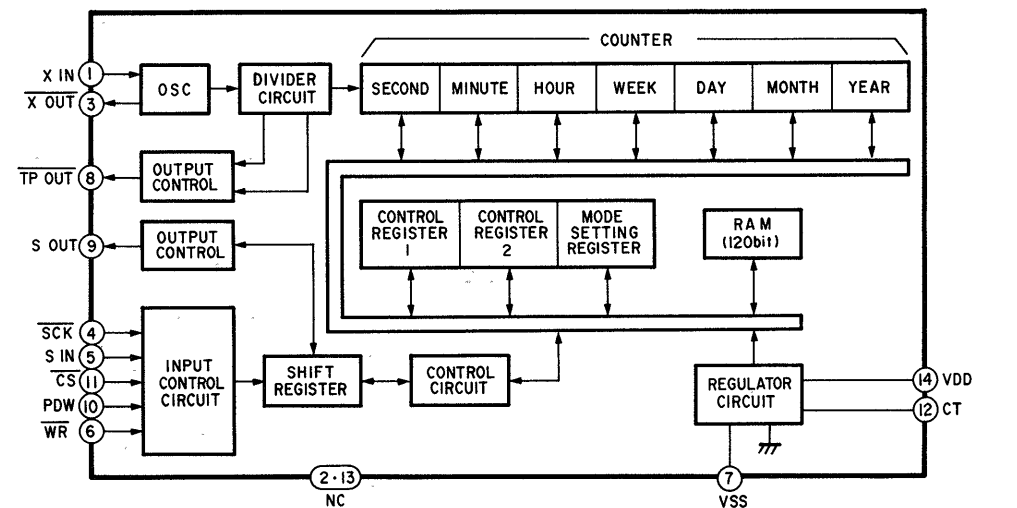 COUNTER
X IN 1
OSC
DIVIDER
CIRCUIT
SECOND MINUTE HOUR WEEK DAY MONTH YEAR
X OUT 3
TP OUT 8
OUTPUT
CONTROL
S OUT 9
OUTPUT
CONTROL
CONTROL
REGISTER
1
CONTROL
REGISTER
2
MODE
SETTING
REGISTER
RAM
(120bit)
SCK 4
S IN 5
CS 11
PDW 10
WR 6
INPUT
CONTROL
CIRCUIT
SHIFT
REGISTER
CONTROL
CIRCUIT
REGULATOR
CIRCUIT
14 VDD
12 CT
2·13
NC
7
VSS